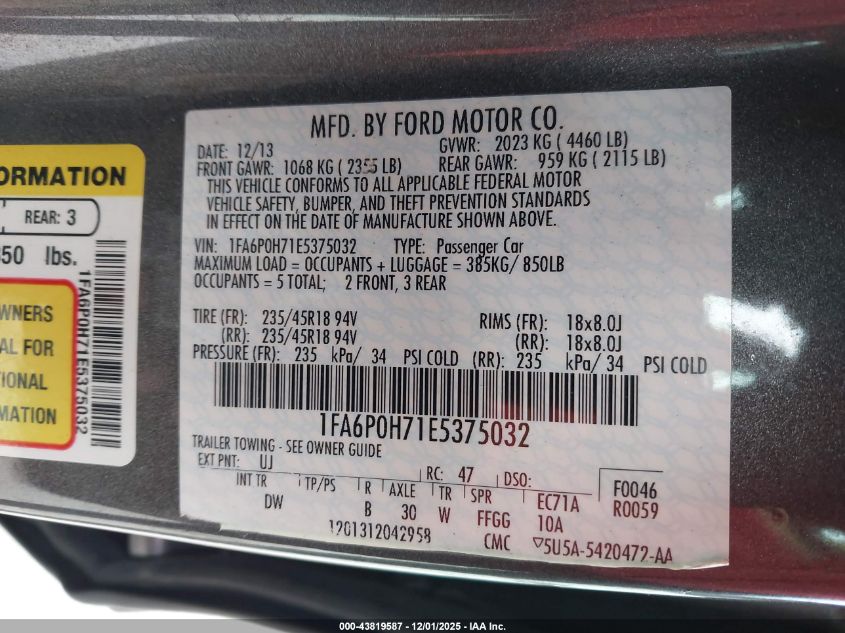 ORMATION
REAR: 3
850 lbs.
WNERS
AL FOR
TIONAL
RMATION
1FA6P0H71E5375032
MFD. BY FORD MOTOR CO.
DATE: 12/13 GVWR: 2023 KG ( 4460 LB)
FRONT GAWR: 1068 KG ( 2355 LB) REAR GAWR: 959 KG ( 2115 LB)
THIS VEHICLE CONFORMS TO ALL APPLICABLE FEDERAL MOTOR
VEHICLE SAFETY, BUMPER, AND THEFT PREVENTION STANDARDS
IN EFFECT ON THE DATE OF MANUFACTURE SHOWN ABOVE.
VIN: 1FA6P0H71E5375032 TYPE: Passenger Car
MAXIMUM LOAD = OCCUPANTS + LUGGAGE = 385KG/ 850LB
OCCUPANTS = 5 TOTAL; 2 FRONT, 3 REAR
TIRE (FR): 235/45R18 94V RIMS (FR): 18x8.0J
(RR): 235/45R18 94V (RR): 18x8.0J
PRESSURE (FR): 235 kPa/ 34 PSI COLD (RR): 235 kPa/ 34 PSI COLD
1FA6P0H71E5375032
TRAILER TOWING - SEE OWNER GUIDE
EXT PNT: UJ RC: 47 DSO: F0046
INT TR TP/PS R AXLE TR SPR EC71A R0059
DW B 30 W FFGG 10A
1201312042958 CMC ▽5U5A-5420472-AA
000-43819587 - 12/01/2025 - IAA Inc.